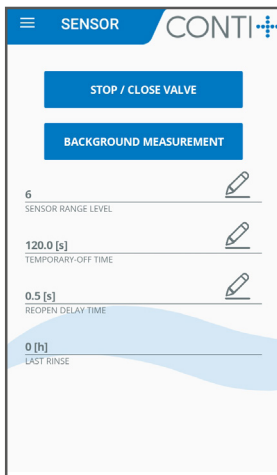 SENSOR
CONTI
STOP / CLOSE VALVE
BACKGROUND MEASUREMENT
6
SENSOR RANGE LEVEL
120.0 [s]
TEMPORARY-OFF TIME
0.5 [s]
REOPEN DELAY TIME
0 [h]
LAST RINSE